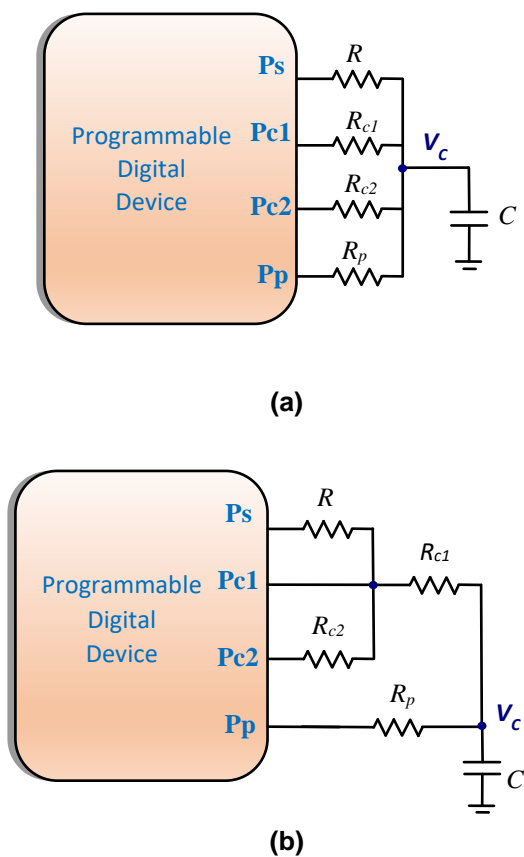 Ps
R
Programmable
Digital
Device
Pc1
Rc1
Vc
Pc2
Rc2
C
Pp
Rp
(a)
Ps
R
Programmable
Digital
Device
Pc1
Rc1
Pc2
Rc2
Pp
Rp
Vc
C
(b)